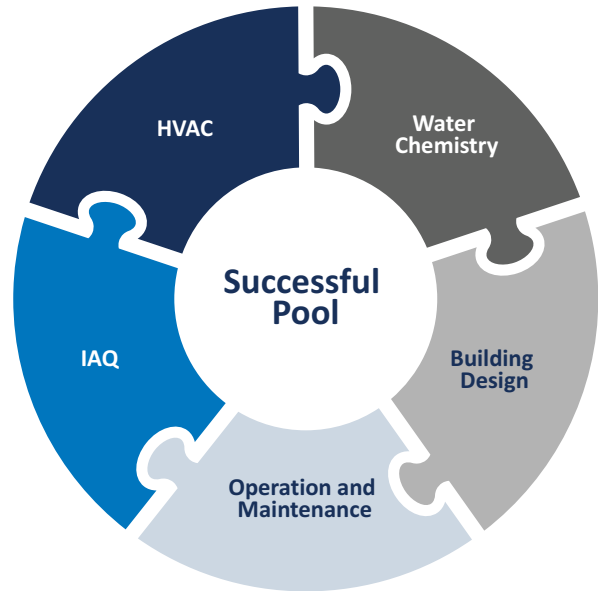 HVAC
Water
Chemistry
Successful
Pool
IAQ
Building
Design
Operation and
Maintenance